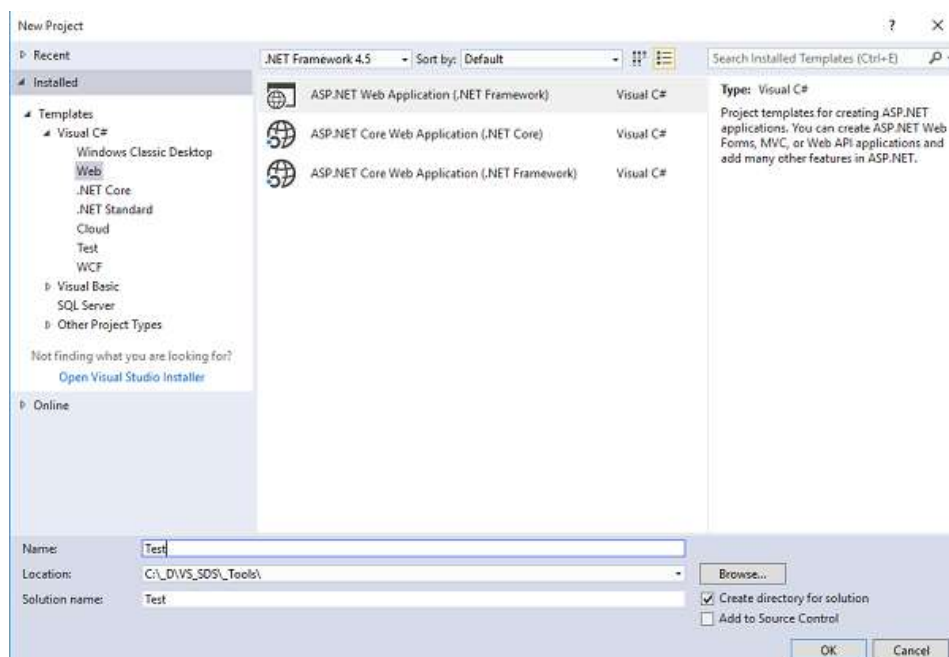 New Project
? ×
Recent
Installed
Templates
Visual C#
Windows Classic Desktop
Web
.NET Core
.NET Standard
Cloud
Test
WCF
Visual Basic
SQL Server
Other Project Types
Not finding what you are looking for?
Open Visual Studio Installer
Online
.NET Framework 4.5 Sort by: Default
ASP.NET Web Application (.NET Framework) Visual C#
ASP.NET Core Web Application (.NET Core) Visual C#
ASP.NET Core Web Application (.NET Framework) Visual C#
Search Installed Templates (Ctrl+E)
Type: Visual C#
Project templates for creating ASP.NET
applications. You can create ASP.NET Web
Forms, MVC, or Web API applications and
add many other features in ASP.NET.
Name: Test
Location: C:\_D\VS_SDS\_Tools\
Solution name: Test
Browse...
Create directory for solution
Add to Source Control
OK Cancel